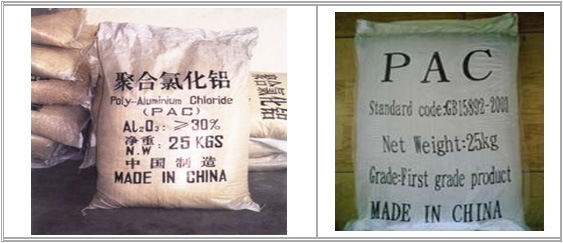 聚合氯化铝
Poly-Aluminium Chloride
(PAC)
Al₂O₃: ≥30%
净重: 25 KGS
N.W
中国制造
MADE IN CHINA
PAC
Standard code:GB15892-2003
Net Weight:25kg
Grade:First grade product
MADE IN CHINA